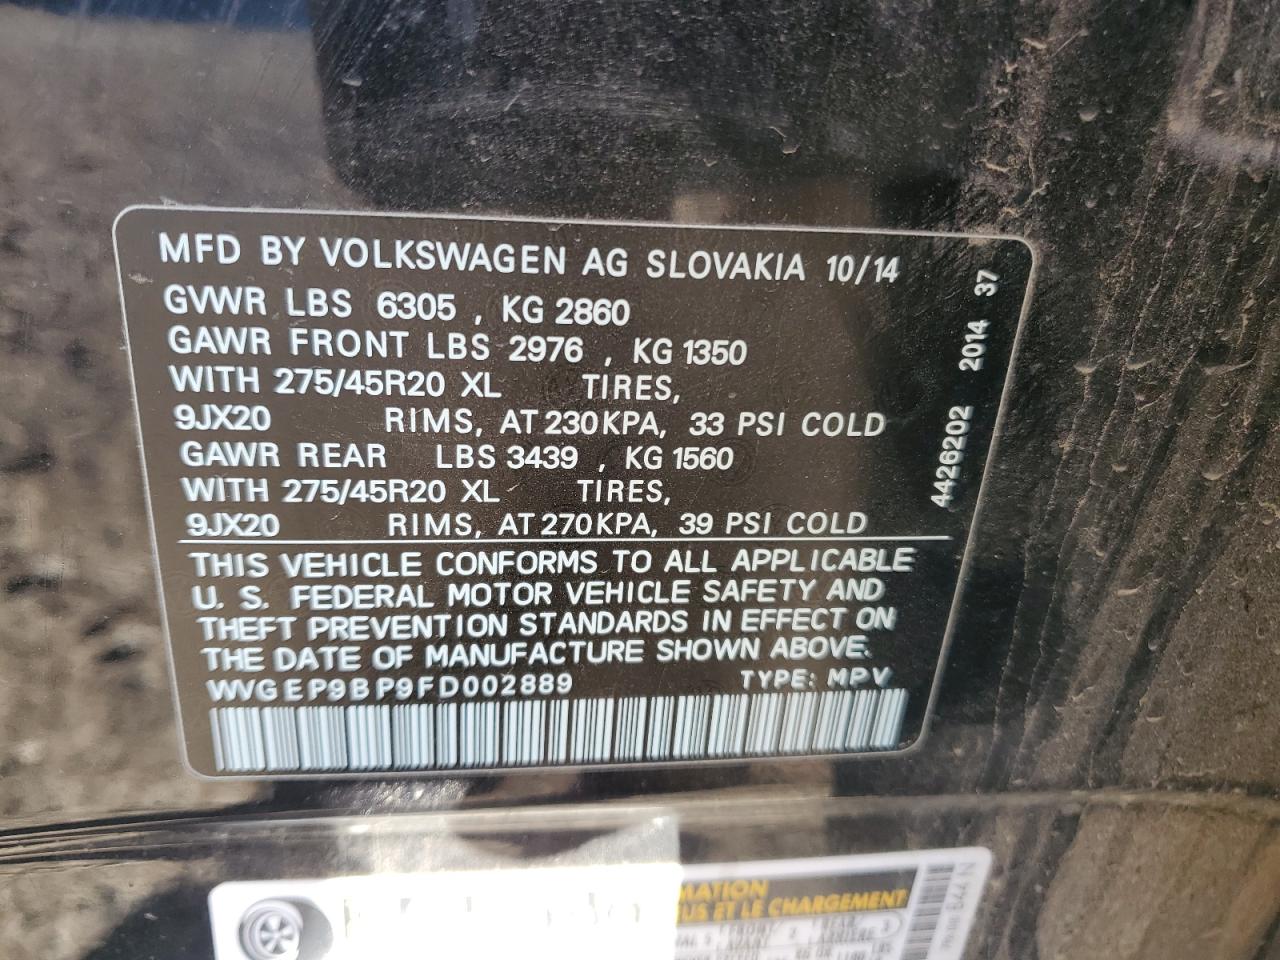 MFD BY VOLKSWAGEN AG SLOVAKIA 10/14
GVWR LBS 6305 , KG 2860
GAWR FRONT LBS 2976 , KG 1350
WITH 275/45R20 XL TIRES,
9JX20 RIMS, AT 230KPA, 33 PSI COLD
GAWR REAR LBS 3439 , KG 1560
WITH 275/45R20 XL TIRES,
9JX20 RIMS, AT 270KPA, 39 PSI COLD
THIS VEHICLE CONFORMS TO ALL APPLICABLE
U. S. FEDERAL MOTOR VEHICLE SAFETY AND
THEFT PREVENTION STANDARDS IN EFFECT ON
THE DATE OF MANUFACTURE SHOWN ABOVE.
WVGEP9BP9FD002889 TYPE: MPV
4426202 2014 37
MATION
ET LE CHARGEMENT